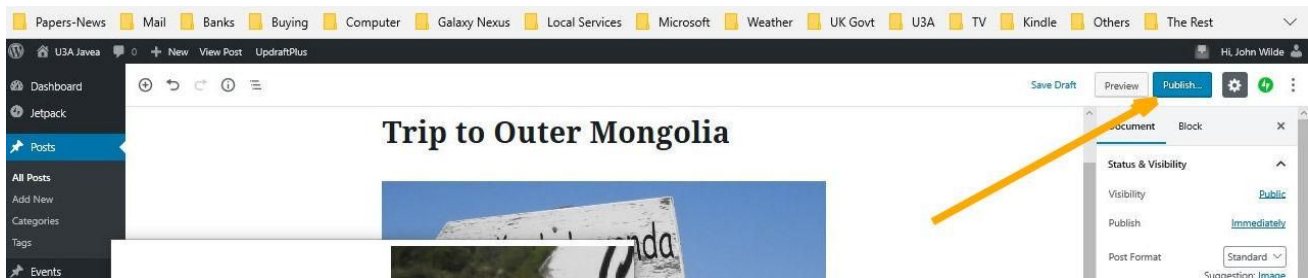 Papers-News Mail Banks Buying Computer Galaxy Nexus Local Services Microsoft Weather UK Govt U3A TV Kindle Others The Rest
U3A Javea 0 + New View Post UpdraftPlus Hi, John Wilde
Dashboard
Save Draft Preview Publish...
Jetpack
Trip to Outer Mongolia
Document Block
Posts
Status & Visibility
All Posts
Add New
Visibility Public
Categories
Publish Immediately
Tags
nda
Post Format Standard
Events
Suggestion: Image